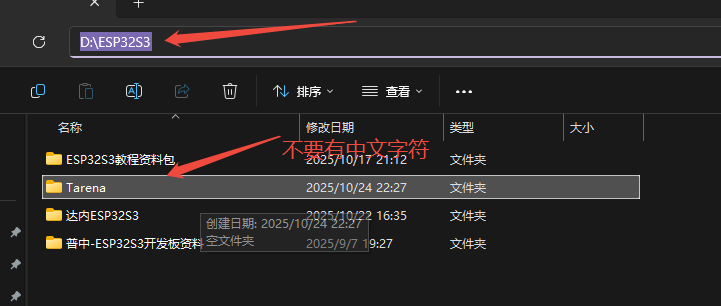 D:\ESP32S3
排序
查看
名称 修改日期 类型 大小
不要有中文字符
ESP32S3教程资料包 2025/10/17 21:12 文件夹
Tarena 2025/10/24 22:27 文件夹
达内ESP32S3 2025/10/22 16:35 文件夹
创建日期: 2025/10/24 22:27
空文件夹
普中-ESP32S3开发板资料 2025/9/7 19:27 文件夹